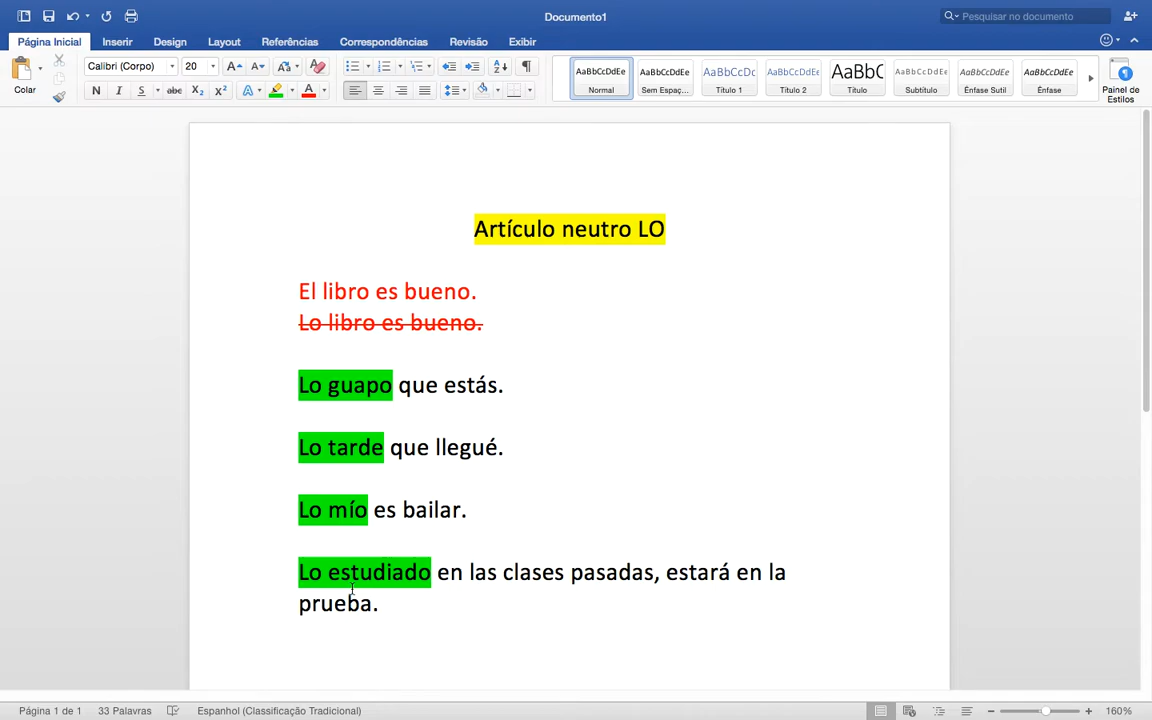 Documento1
Pesquisar no documento
Página Inicial Inserir Design Layout Referências Correspondências Revisão Exibir
Colar
Calibri (Corpo) 20
N I S abc X₂ X² A A
AaBbCcDdEe AaBbCcDdEe AaBbCcDc AaBbCcDdEe AaBbC AaBbCcDdEe AaBbCcDdEe AaBbCcDdEe
Normal Sem Espaç... Título 1 Título 2 Título Subtítulo Ênfase Sutil Ênfase
Painel de
Estilos
Artículo neutro LO
El libro es bueno.
Lo libro es bueno.
Lo guapo que estás.
Lo tarde que llegué.
Lo mío es bailar.
Lo estudiado en las clases pasadas, estará en la
prueba.
Página 1 de 1 33 Palavras Espanhol (Classificação Tradicional) 160%